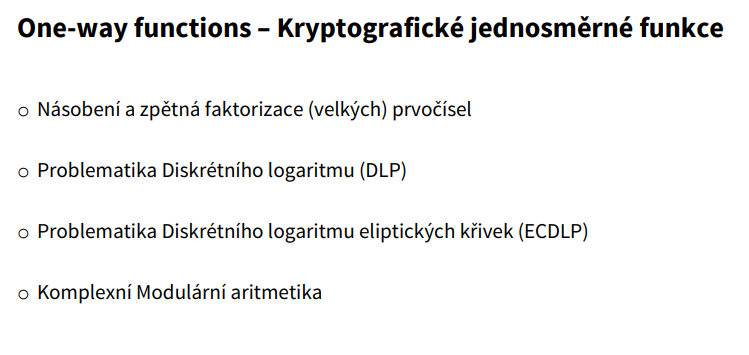 One-way functions – Kryptografické jednosměrné funkce
○ Násobení a zpětná faktorizace (velkých) prvočísel
○ Problematika Diskrétního logaritmu (DLP)
○ Problematika Diskrétního logaritmu eliptických křivek (ECDLP)
○ Komplexní Modulární aritmetika